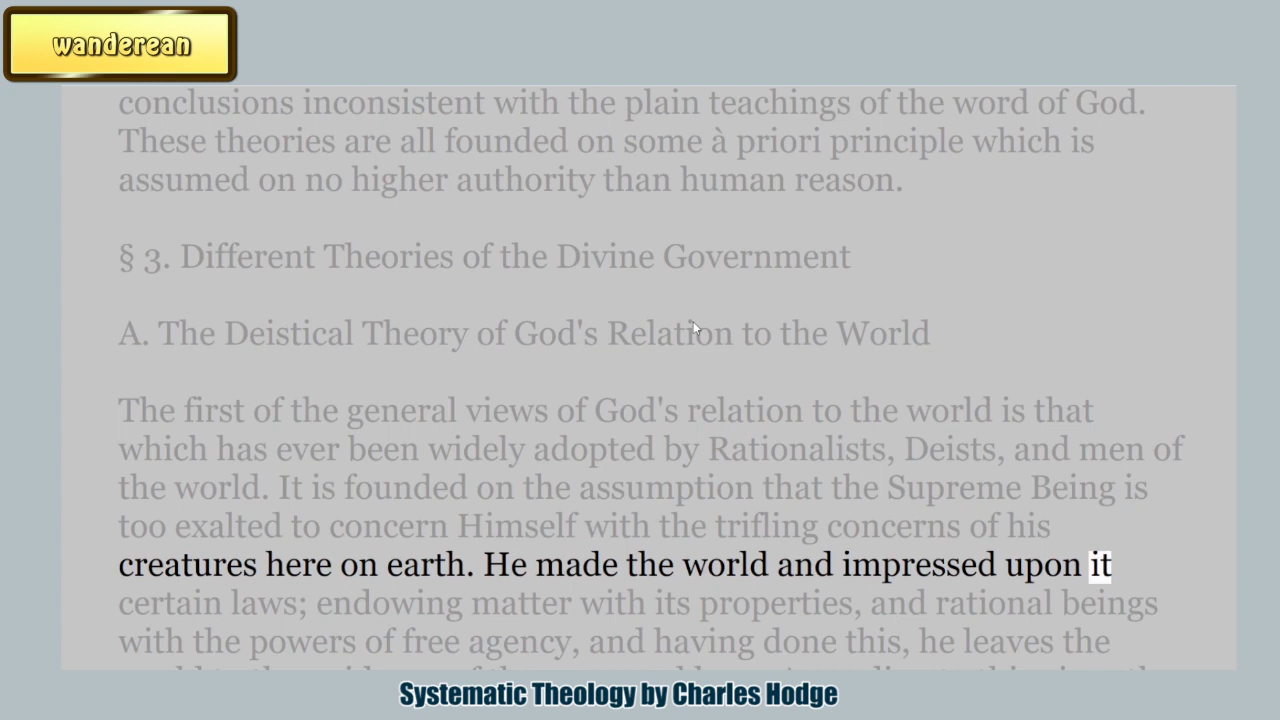 wanderean
conclusions inconsistent with the plain teachings of the word of God.
These theories are all founded on some à priori principle which is
assumed on no higher authority than human reason.
§ 3. Different Theories of the Divine Government
A. The Deistical Theory of God's Relation to the World
The first of the general views of God's relation to the world is that
which has ever been widely adopted by Rationalists, Deists, and men of
the world. It is founded on the assumption that the Supreme Being is
too exalted to concern Himself with the trifling concerns of his
creatures here on earth. He made the world and impressed upon it
certain laws; endowing matter with its properties, and rational beings
with the powers of free agency, and having done this, he leaves the
Systematic Theology by Charles Hodge